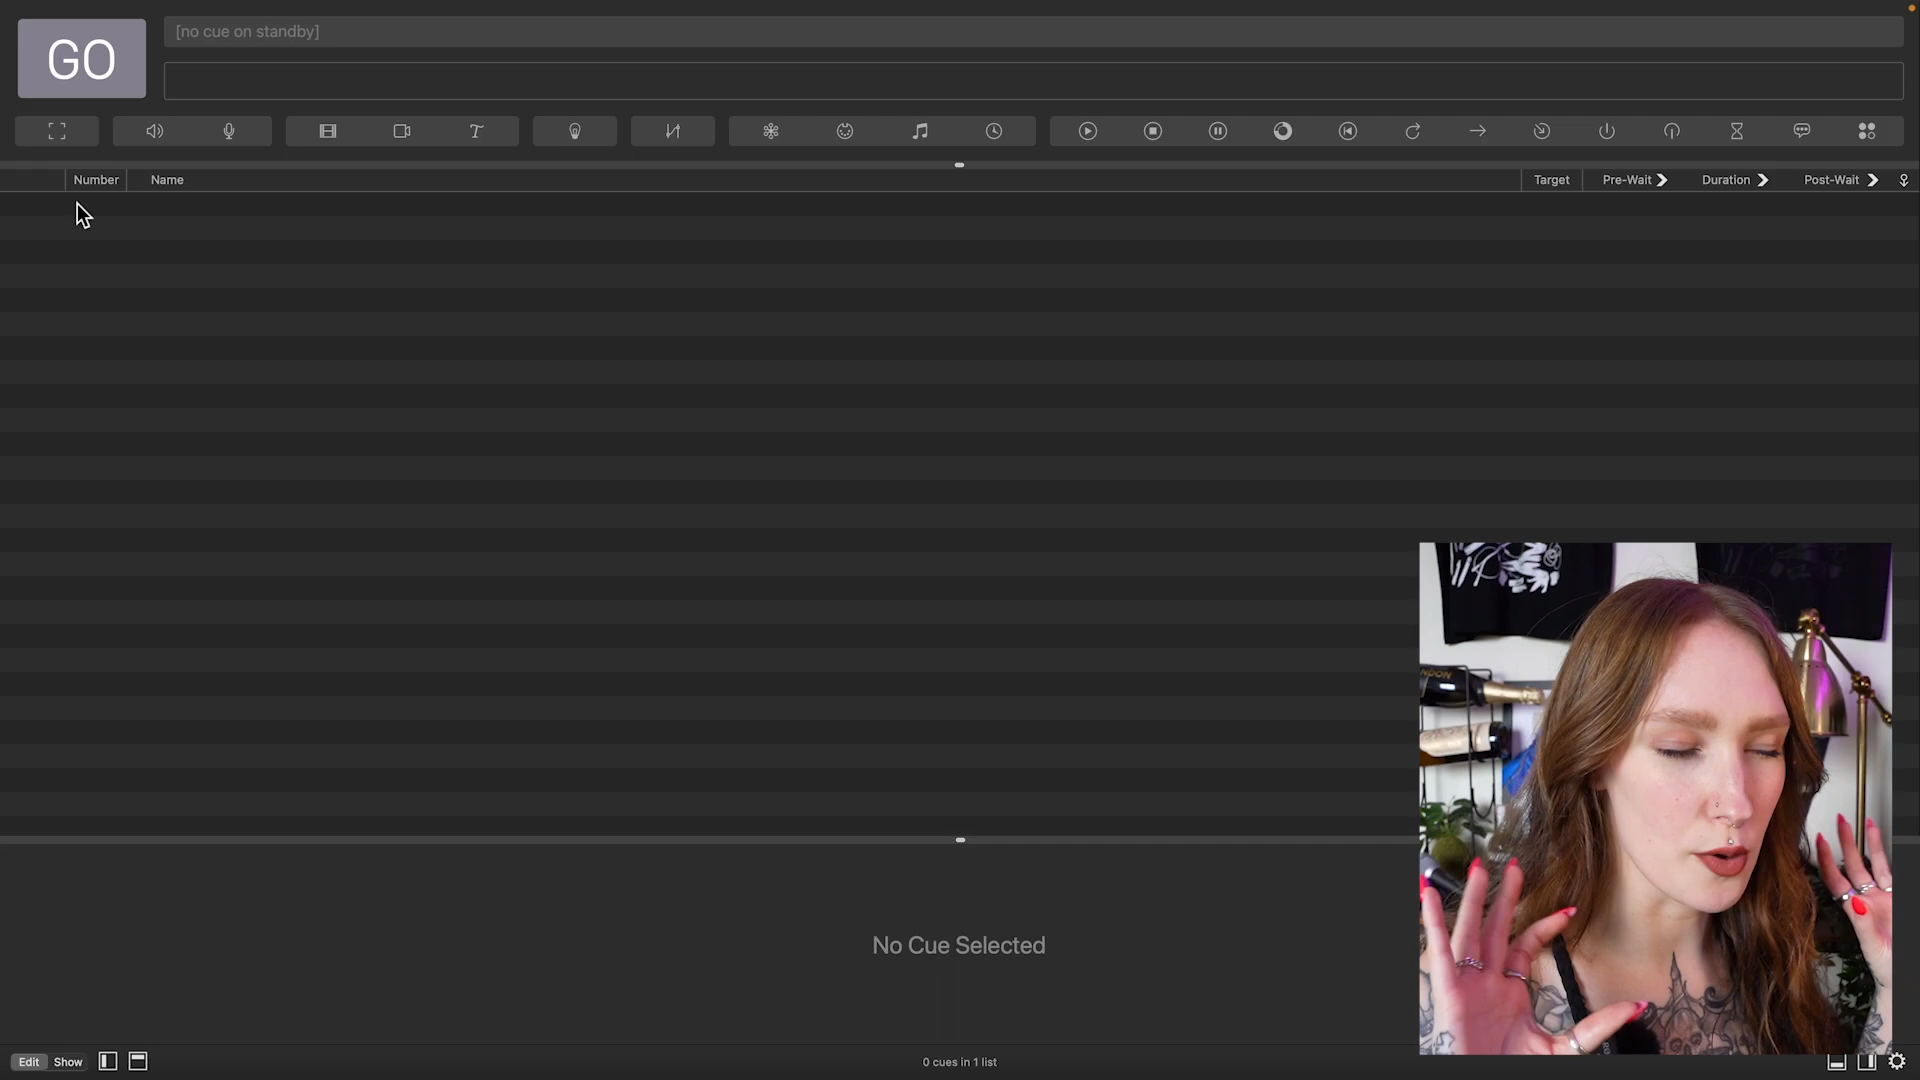 GO
[no cue on standby]
Number
Name
Target
Pre-Wait
Duration
Post-Wait
No Cue Selected
Edit
Show
0 cues in 1 list